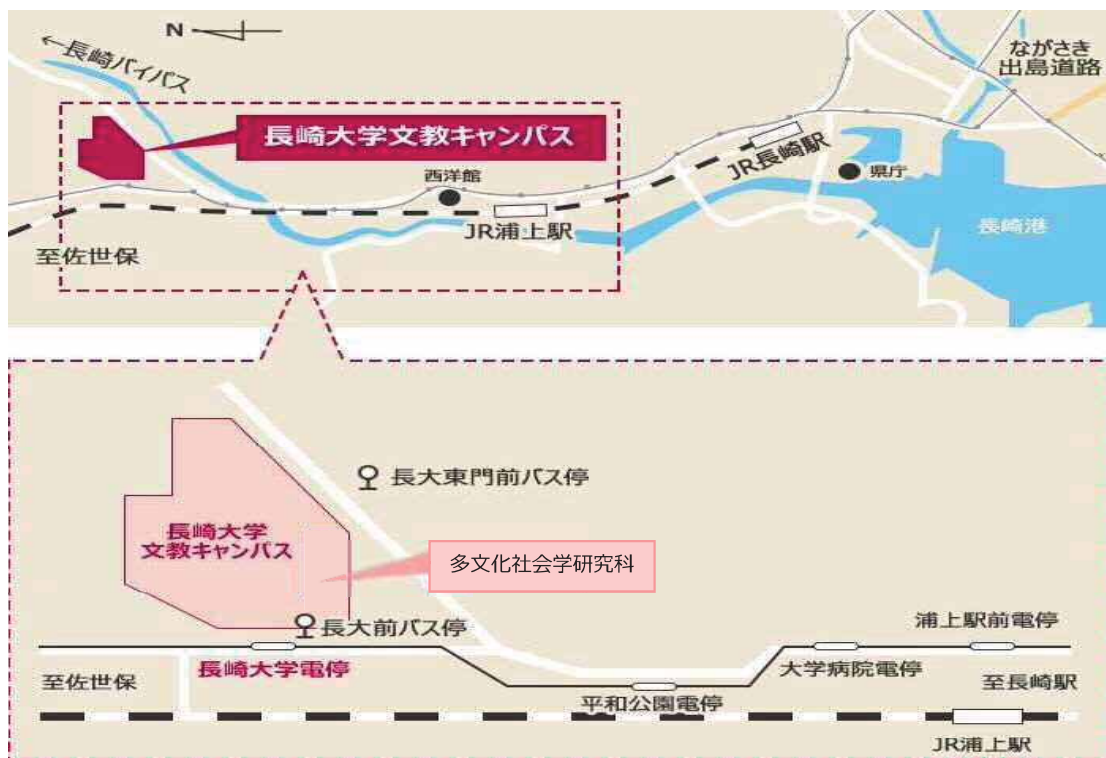 N
←長崎バイパス
ながさき
出島道路
長崎大学文教キャンパス
西洋館
JR長崎駅
県庁
JR浦上駅
長崎港
至佐世保
長大東門前バス停
長崎大学
文教キャンパス
多文化社会学研究科
長大前バス停
浦上駅前電停
長崎大学電停
大学病院電停
至佐世保
至長崎駅
平和公園電停
JR浦上駅